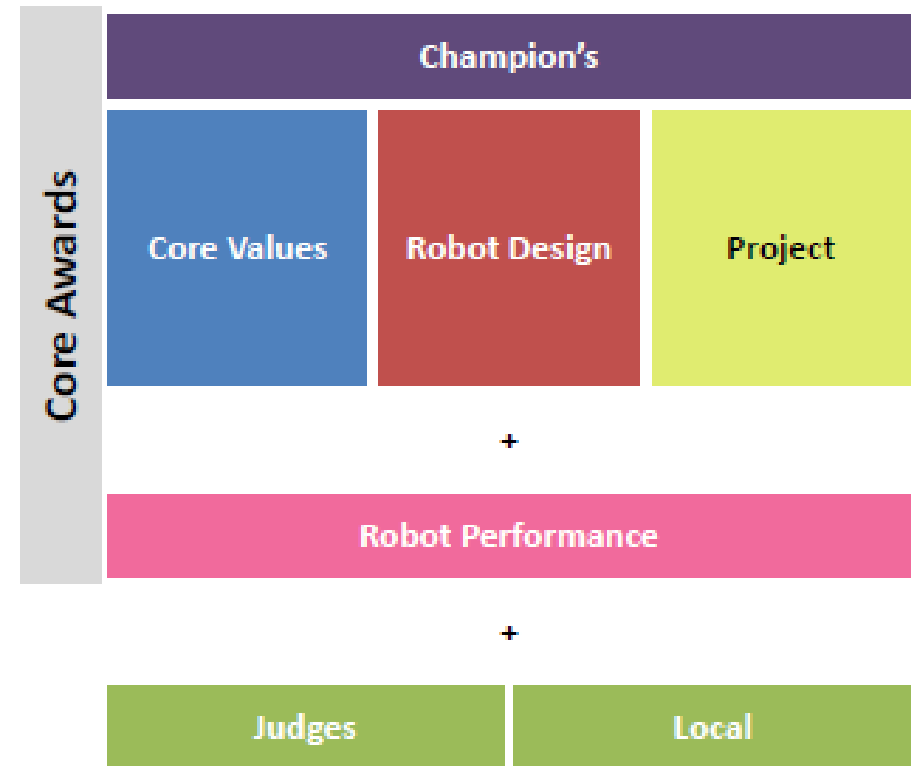 Core Awards
Champion's
Core Values
Robot Design
Project
+
Robot Performance
+
Judges
Local